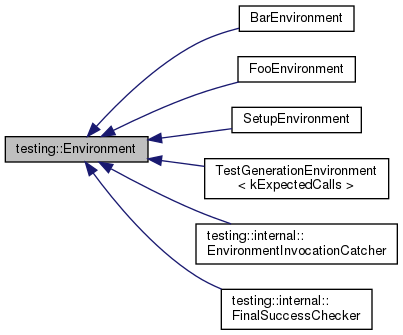 BarEnvironment
FooEnvironment
SetupEnvironment
testing::Environment
TestGenerationEnvironment
< kExpectedCalls >
testing::internal::
EnvironmentInvocationCatcher
testing::internal::
FinalSuccessChecker